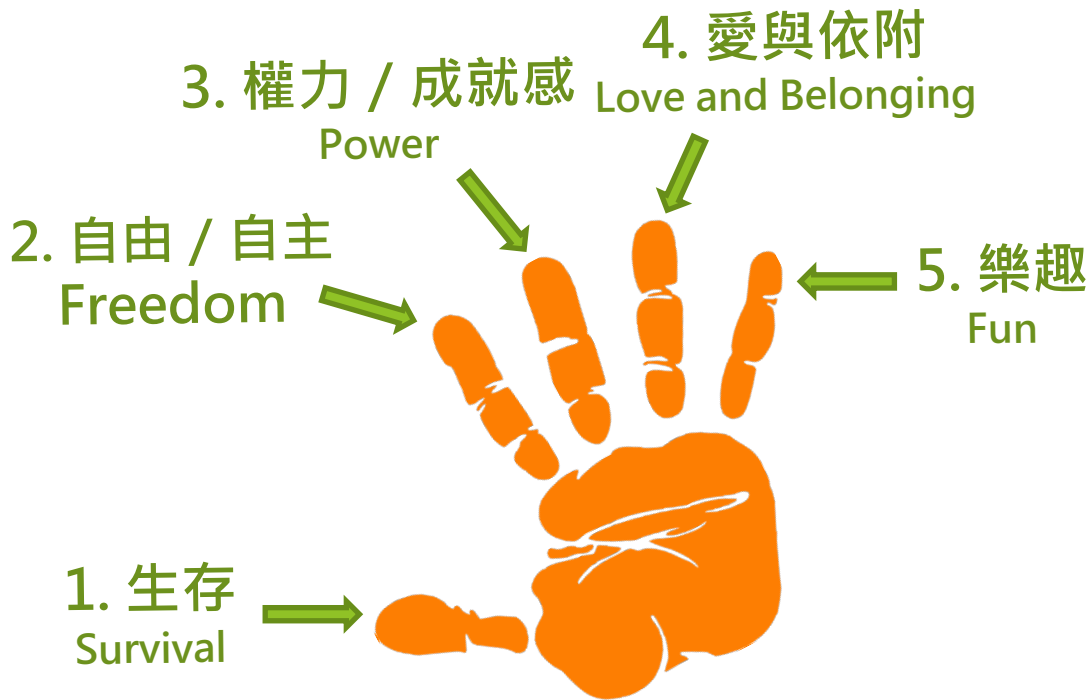 1. 生存
Survival
2. 自由 / 自主
Freedom
3. 權力 / 成就感
Power
4. 愛與依附
Love and Belonging
5. 樂趣
Fun